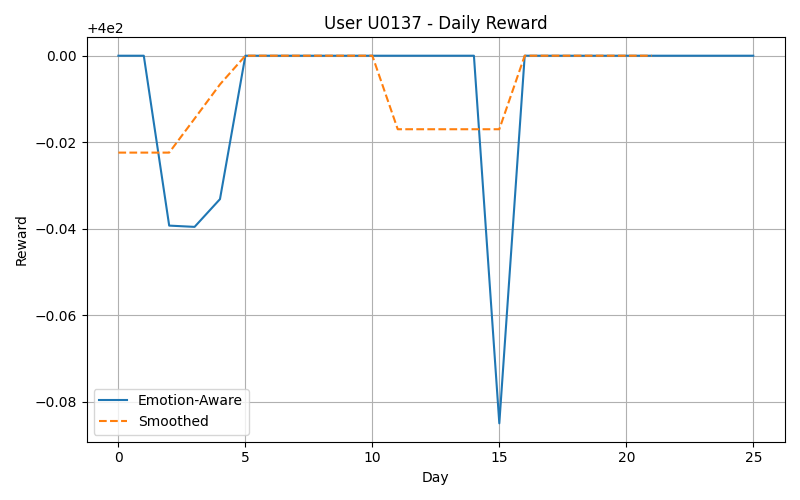 User U0137 - Daily Reward
+4e2
0.00
−0.02
−0.04
−0.06
−0.08
Reward
Emotion-Aware
Smoothed
0 5 10 15 20 25
Day